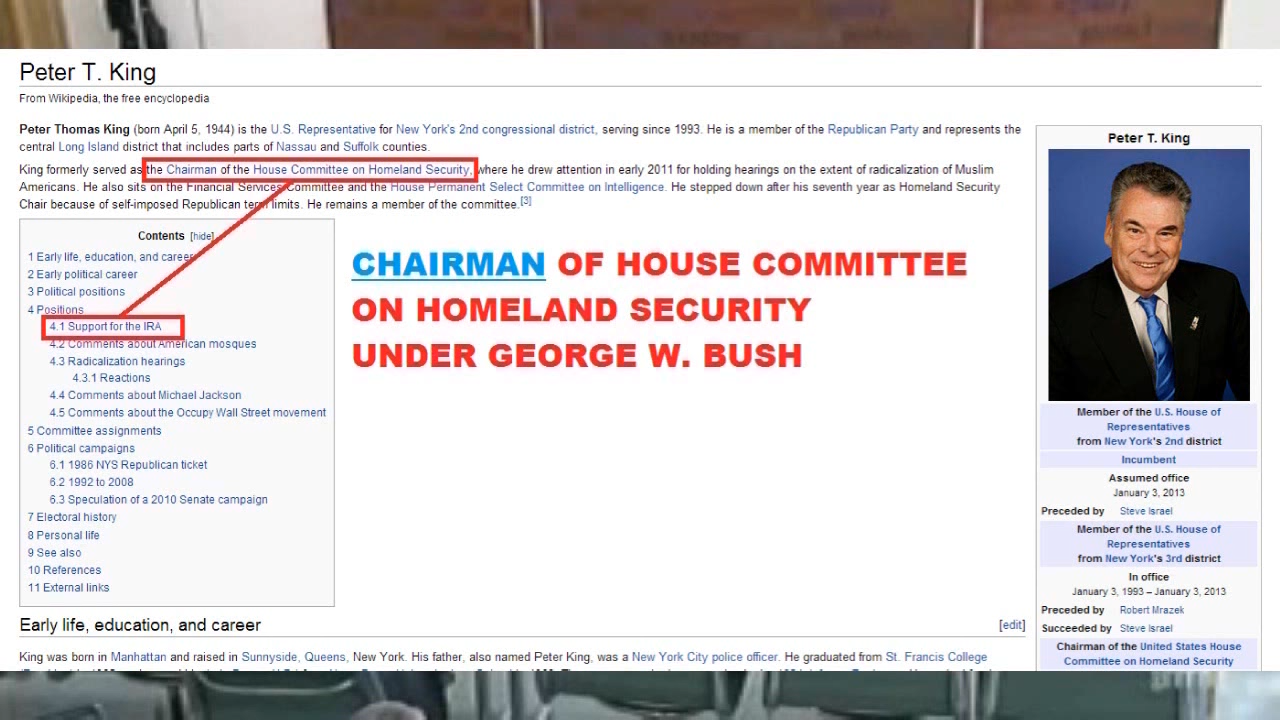 Peter T. King
From Wikipedia, the free encyclopedia
Peter Thomas King (born April 5, 1944) is the U.S. Representative for New York's 2nd congressional district, serving since 1993. He is a member of the Republican Party and represents the
central Long Island district that includes parts of Nassau and Suffolk counties.
King formerly served as the Chairman of the House Committee on Homeland Security, where he drew attention in early 2011 for holding hearings on the extent of radicalization of Muslim
Americans. He also sits on the Financial Services Committee and the House Permanent Select Committee on Intelligence. He stepped down after his seventh year as Homeland Security
Chair because of self-imposed Republican term limits. He remains a member of the committee.[3]
Contents [hide]
1 Early life, education, and career
2 Early political career
3 Political positions
4 Positions
4.1 Support for the IRA
4.2 Comments about American mosques
4.3 Radicalization hearings
4.3.1 Reactions
4.4 Comments about Michael Jackson
4.5 Comments about the Occupy Wall Street movement
5 Committee assignments
6 Political campaigns
6.1 1986 NYS Republican ticket
6.2 1992 to 2008
6.3 Speculation of a 2010 Senate campaign
7 Electoral history
8 Personal life
9 See also
10 References
11 External links
CHAIRMAN OF HOUSE COMMITTEE
ON HOMELAND SECURITY
UNDER GEORGE W. BUSH
Peter T. King
Member of the U.S. House of
Representatives
from New York's 2nd district
Incumbent
Assumed office
January 3, 2013
Preceded by Steve Israel
Member of the U.S. House of
Representatives
from New York's 3rd district
In office
January 3, 1993 – January 3, 2013
Preceded by Robert Mrazek
Succeeded by Steve Israel
Chairman of the United States House
Committee on Homeland Security
Early life, education, and career [edit]
King was born in Manhattan and raised in Sunnyside, Queens, New York. His father, also named Peter King, was a New York City police officer. He graduated from St. Francis College